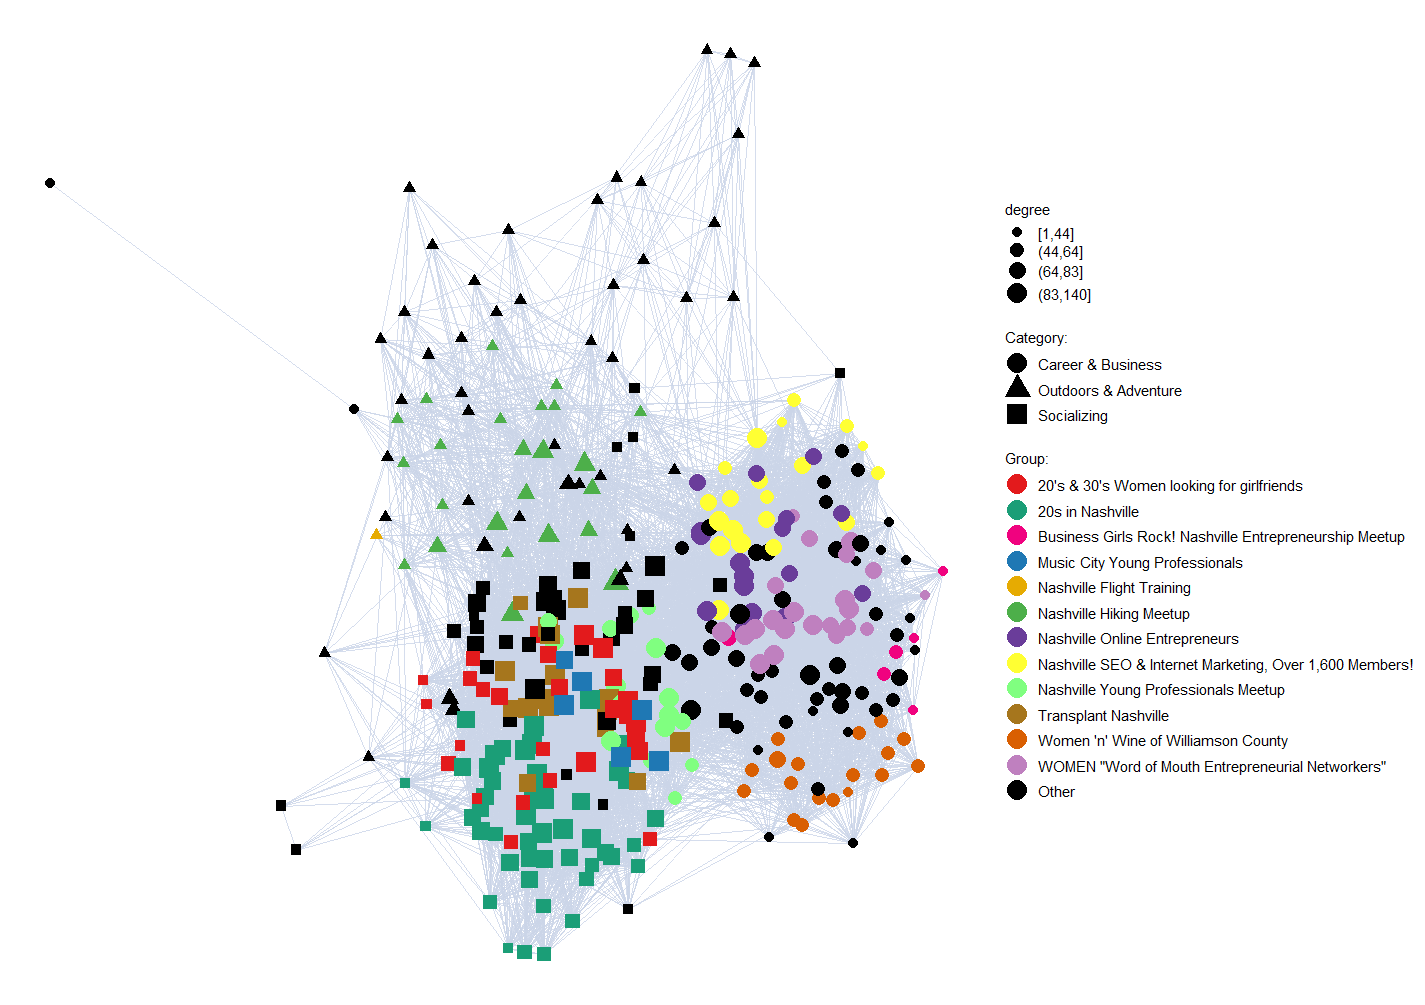 degree
[1,44]
(44,64]
(64,83]
(83,140]
Category:
Career & Business
Outdoors & Adventure
Socializing
Group:
20's & 30's Women looking for girlfriends
20s in Nashville
Business Girls Rock! Nashville Entrepreneurship Meetup
Music City Young Professionals
Nashville Flight Training
Nashville Hiking Meetup
Nashville Online Entrepreneurs
Nashville SEO & Internet Marketing, Over 1,600 Members!
Nashville Young Professionals Meetup
Transplant Nashville
Women 'n' Wine of Williamson County
WOMEN "Word of Mouth Entrepreneurial Networkers"
Other